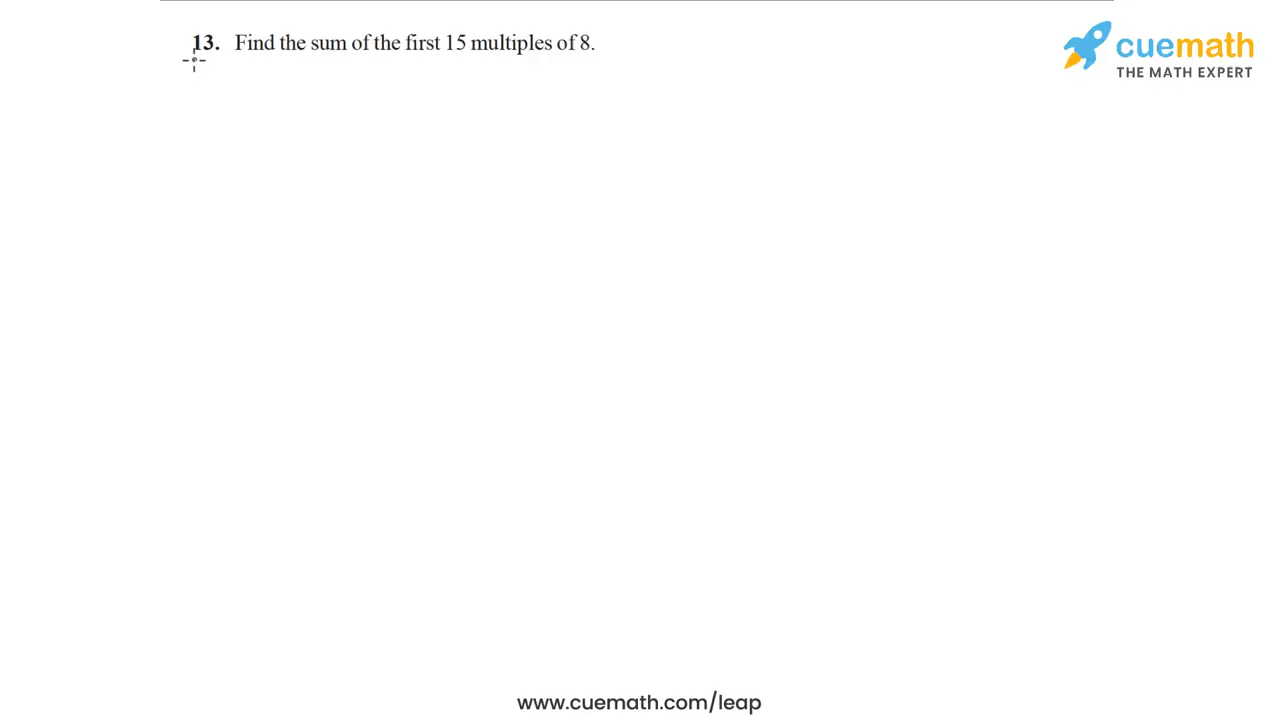 13. Find the sum of the first 15 multiples of 8.
cuemath
THE MATH EXPERT
www.cuemath.com/leap